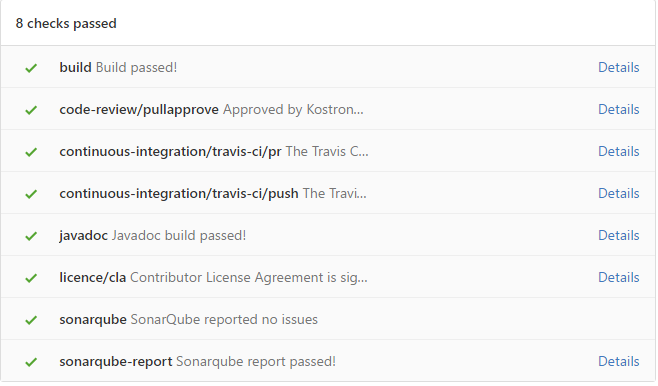 8 checks passed
build Build passed! Details
code-review/pullapprove Approved by Kostron... Details
continuous-integration/travis-ci/pr The Travis C... Details
continuous-integration/travis-ci/push The Travi... Details
javadoc Javadoc build passed! Details
licence/cla Contributor License Agreement is sig... Details
sonarqube SonarQube reported no issues
sonarqube-report Sonarqube report passed! Details